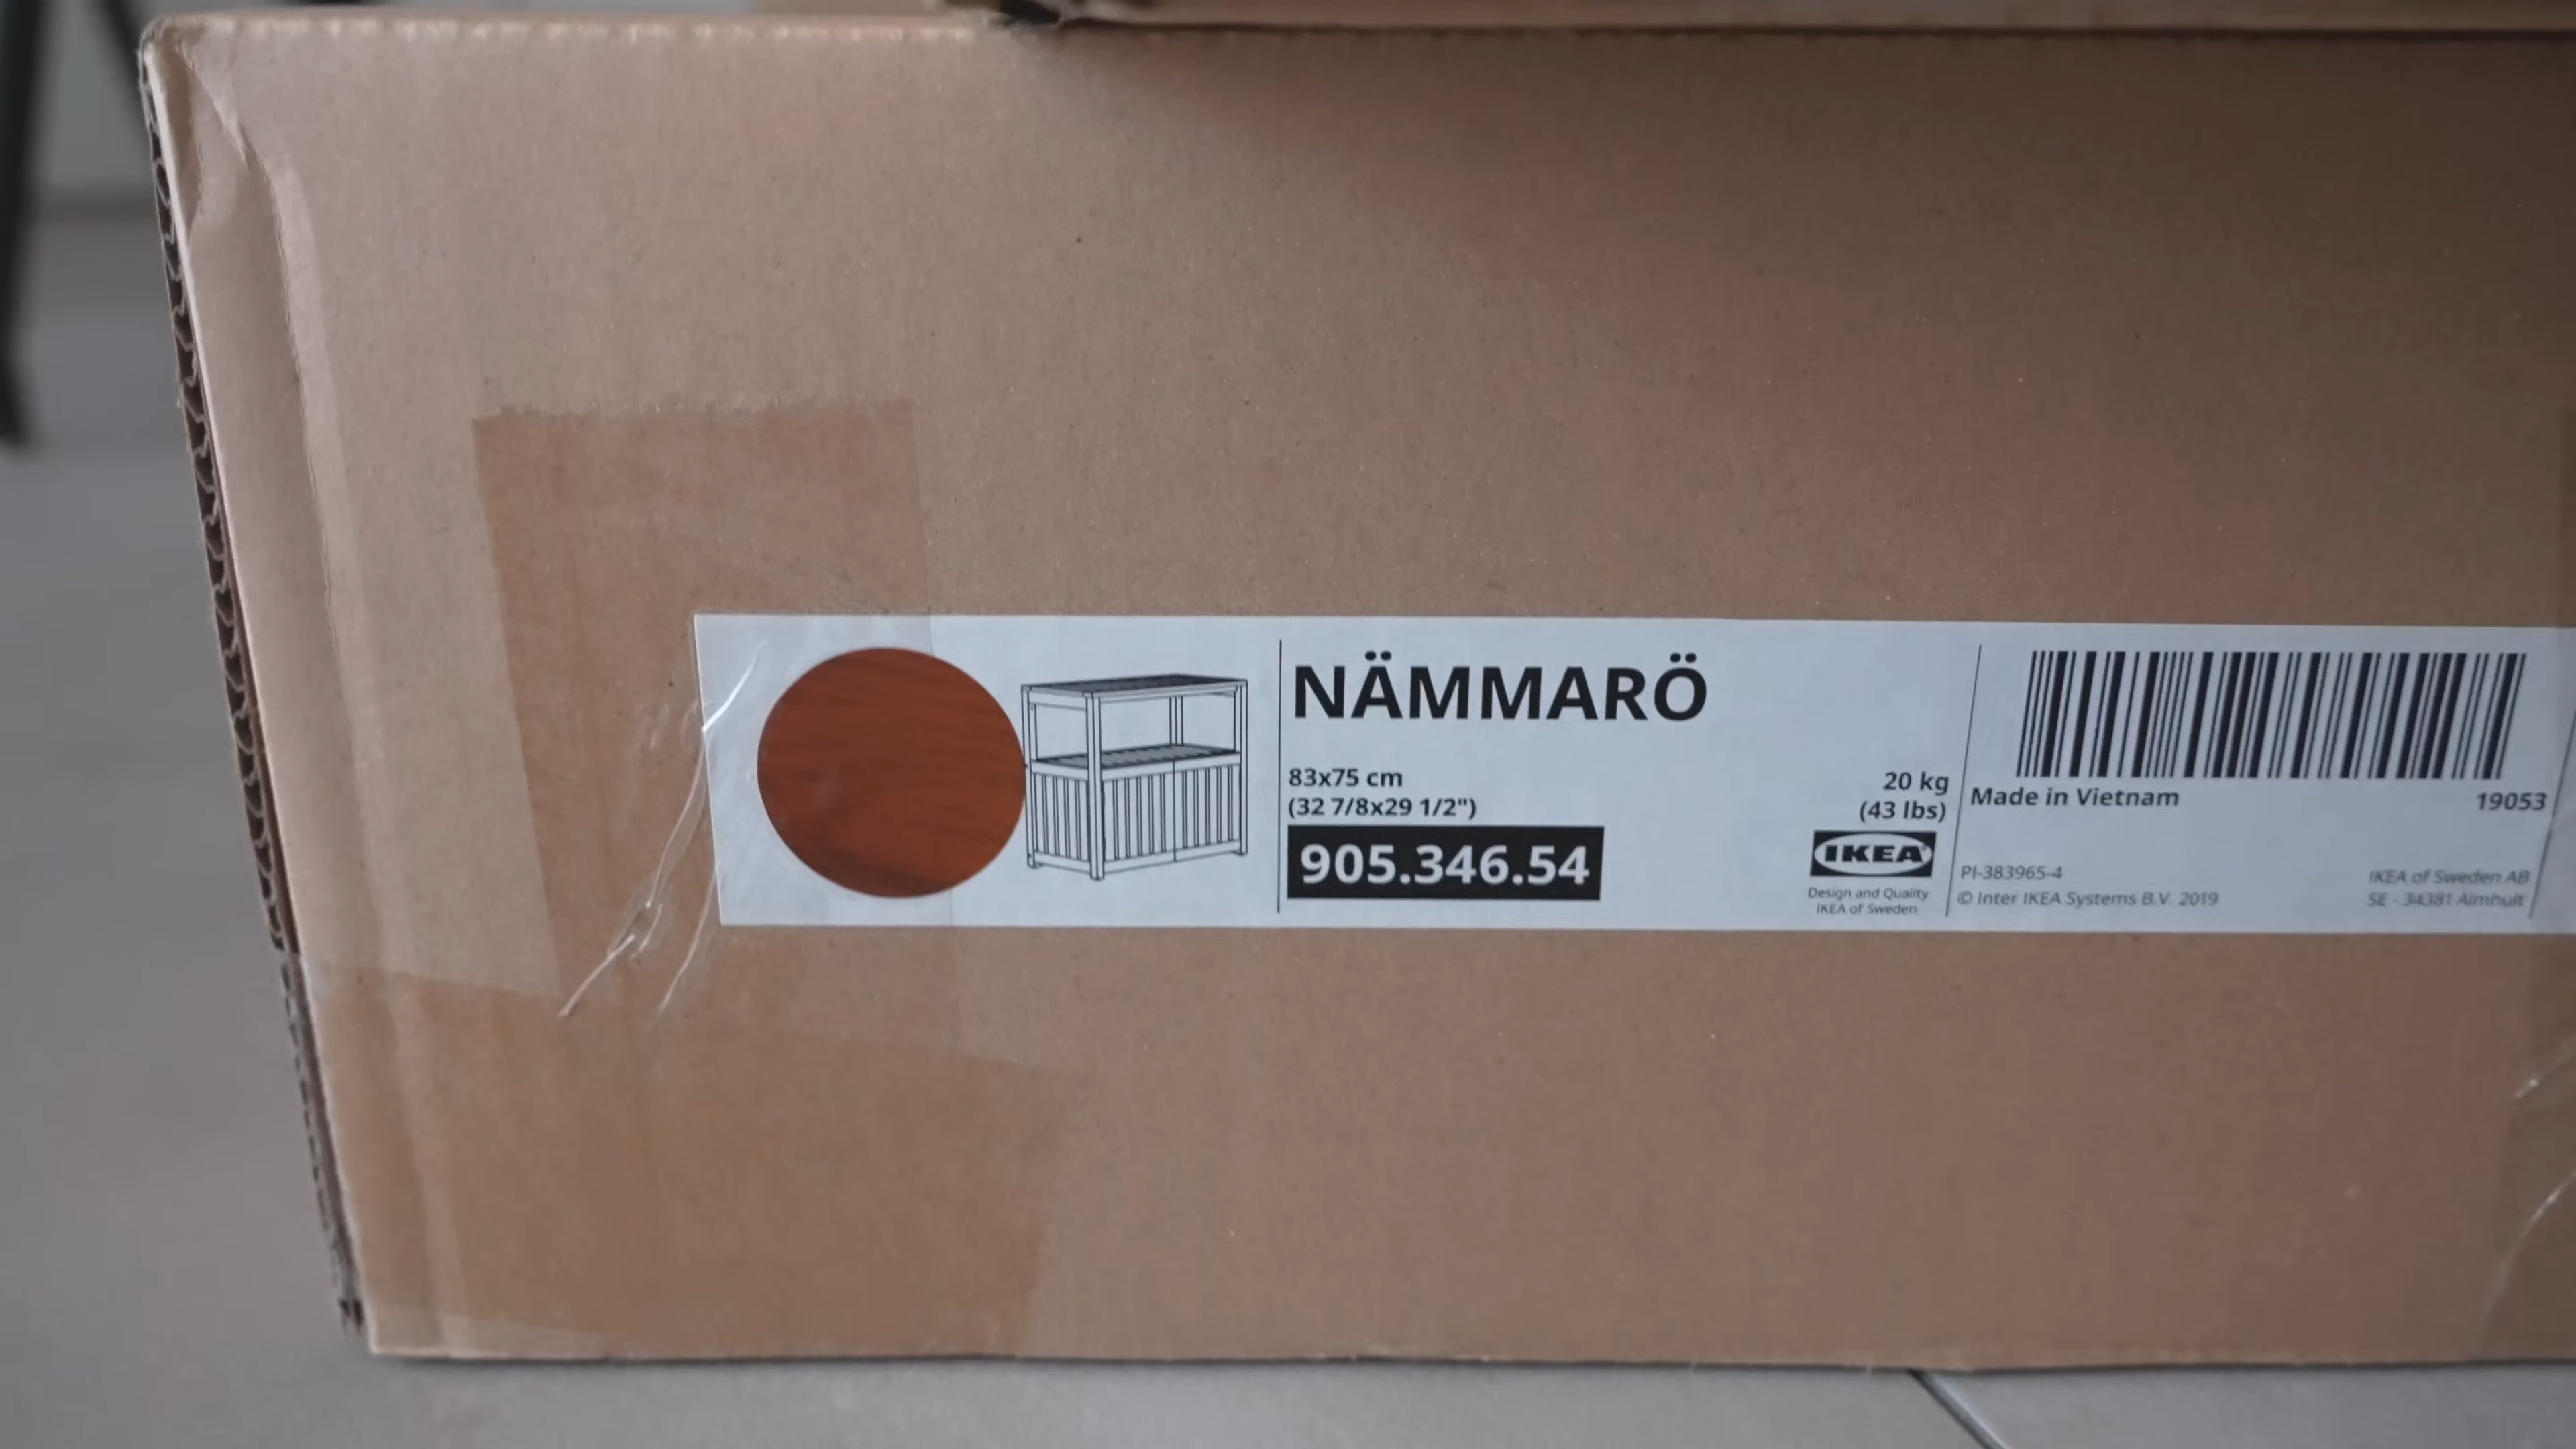 NÄMMARÖ
83x75 cm
(32 7/8x29 1/2")
905.346.54
20 kg
(43 lbs)
IKEA
Design and Quality
IKEA of Sweden
Made in Vietnam
19053
PI-383965-4
© Inter IKEA Systems B.V. 2019
IKEA of Sweden AB
SE - 34381 Älmhult